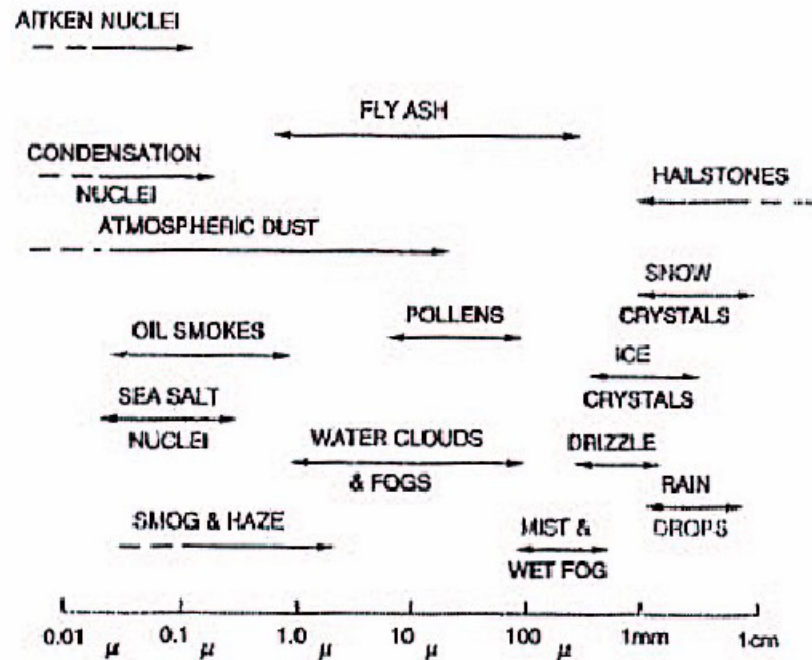 AITKEN NUCLEI
FLY ASH
CONDENSATION
NUCLEI
HAILSTONES
ATMOSPHERIC DUST
SNOW
CRYSTALS
POLLENS
OIL SMOKES
ICE
CRYSTALS
SEA SALT
NUCLEI
WATER CLOUDS
& FOGS
DRIZZLE
RAIN
DROPS
SMOG & HAZE
MIST &
WET FOG
0.01 μ 0.1 μ 1.0 μ 10 μ 100 μ 1mm 1cm